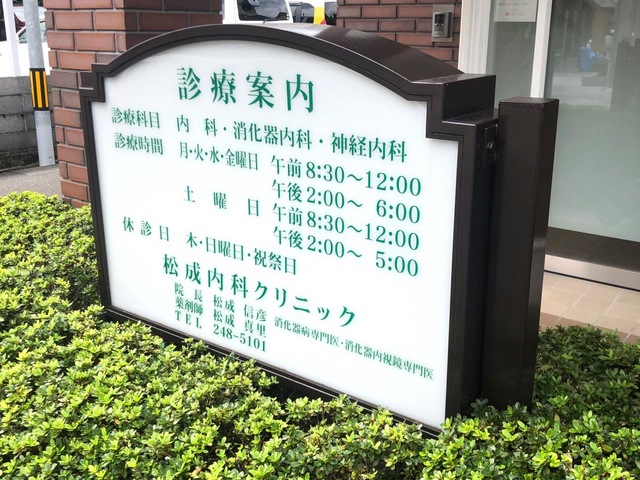 診療案内
診療科目 内 科・消化器内科・神経内科
診療時間 月・火・水・金曜日 午前 8:30〜12:00
午後 2:00〜 6:00
土 曜 日 午前 8:30〜12:00
午後 2:00〜 5:00
休 診 日 木・日曜日・祝祭日
松成内科クリニック
院 長 松成 信彦 消化器病専門医・消化器内視鏡専門医
薬剤師 松成 真里
TEL 248-5101